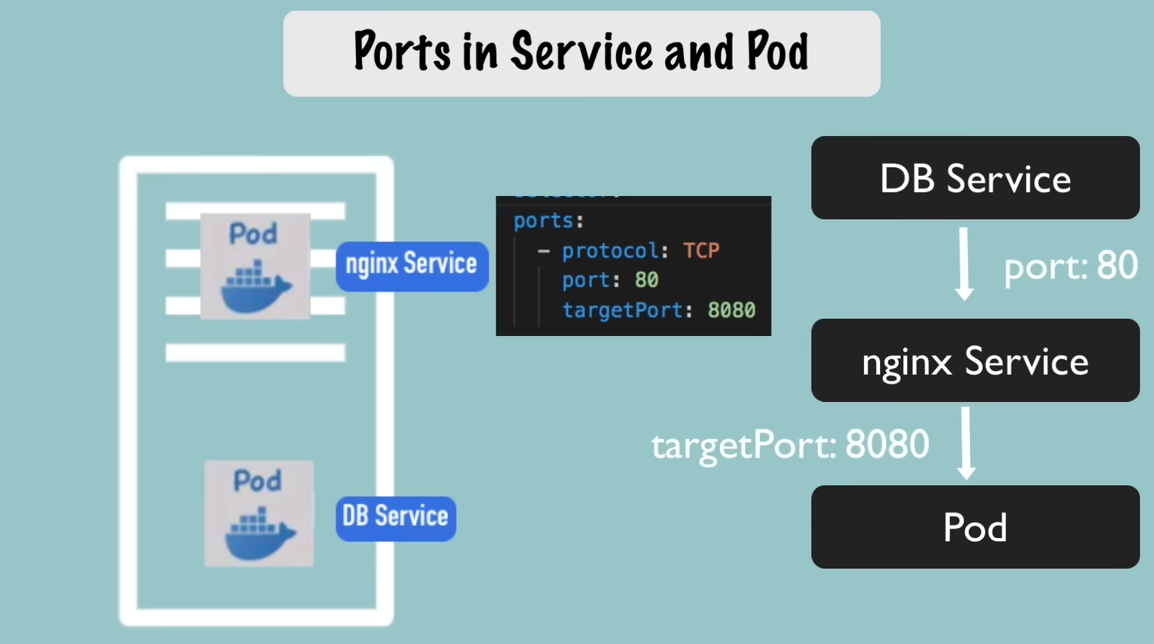 Ports in Service and Pod
Pod
nginx Service
Pod
DB Service
ports:
- protocol: TCP
port: 80
targetPort: 8080
DB Service
port: 80
nginx Service
targetPort: 8080
Pod